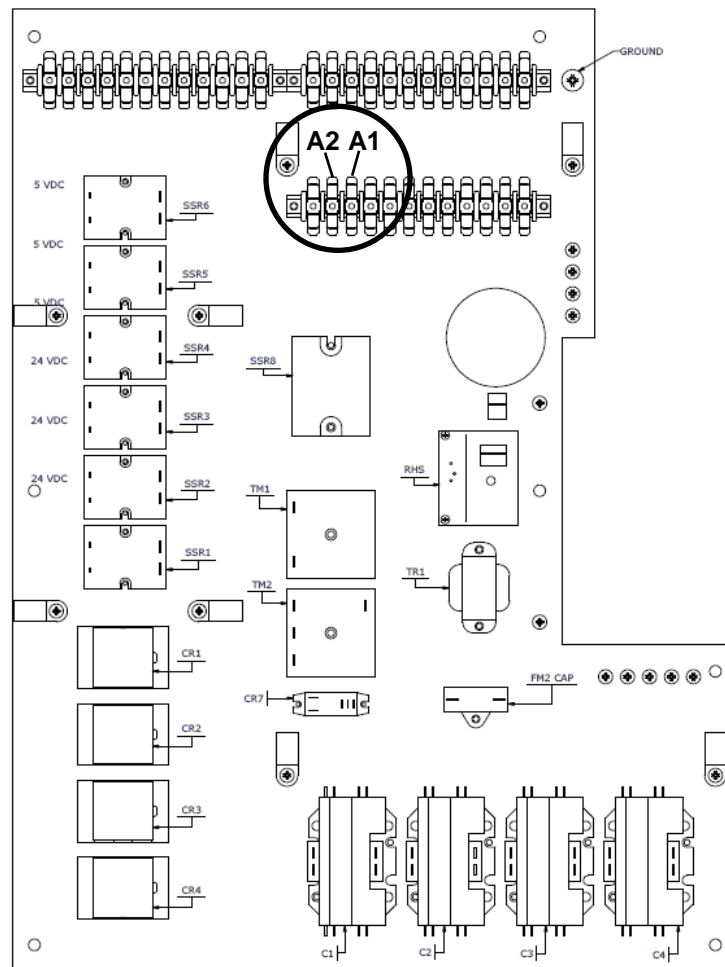 GROUND
A2 A1
5 VDC
SSR6
5 VDC
SSR5
5 VDC
SSR4
24 VDC
SSR8
SSR3
24 VDC
RHS
24 VDC
SSR2
TM1
SSR1
TM2
TR1
CR1
CR7
FM2 CAP
CR2
CR3
CR4
C1
C2
C3
C4